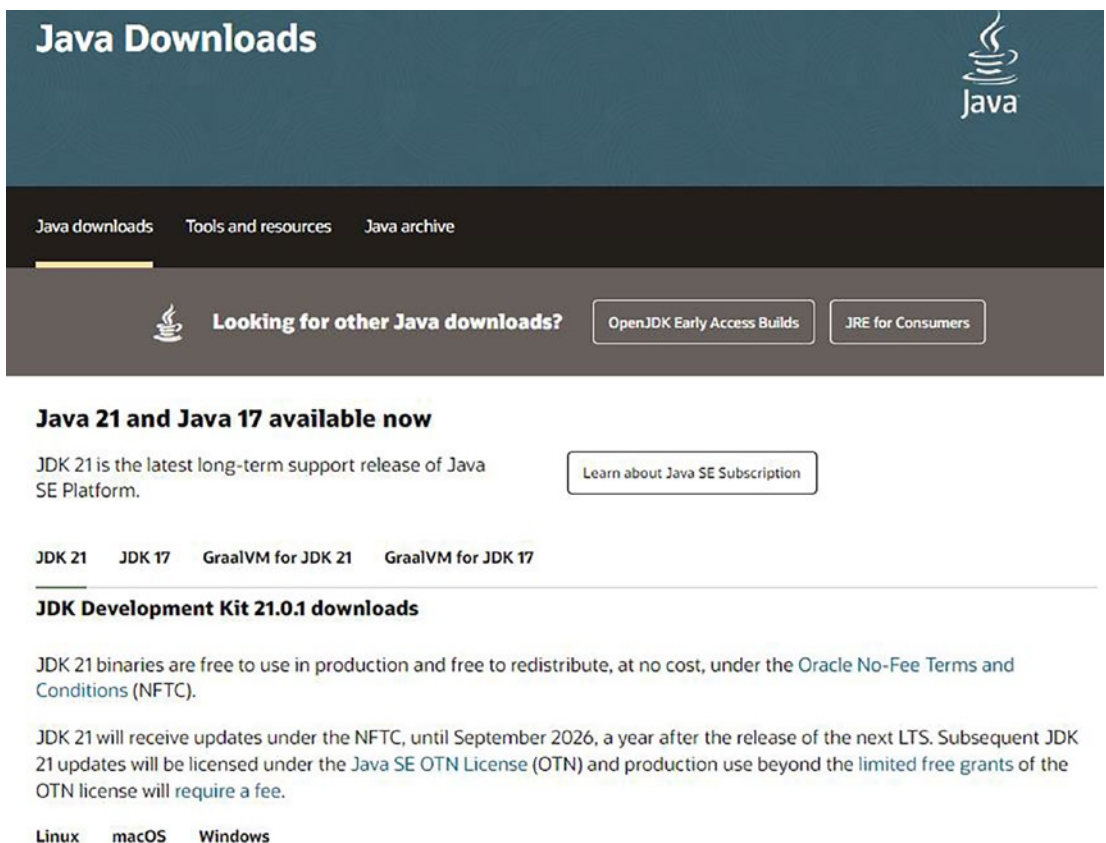 Java Downloads
Java
Java downloads Tools and resources Java archive
Looking for other Java downloads? OpenJDK Early Access Builds JRE for Consumers
Java 21 and Java 17 available now
JDK 21 is the latest long-term support release of Java
SE Platform.
Learn about Java SE Subscription
JDK 21 JDK 17 GraalVM for JDK 21 GraalVM for JDK 17
JDK Development Kit 21.0.1 downloads
JDK 21 binaries are free to use in production and free to redistribute, at no cost, under the Oracle No-Fee Terms and
Conditions (NFTC).
JDK 21 will receive updates under the NFTC, until September 2026, a year after the release of the next LTS. Subsequent JDK
21 updates will be licensed under the Java SE OTN License (OTN) and production use beyond the limited free grants of the
OTN license will require a fee.
Linux macOS Windows